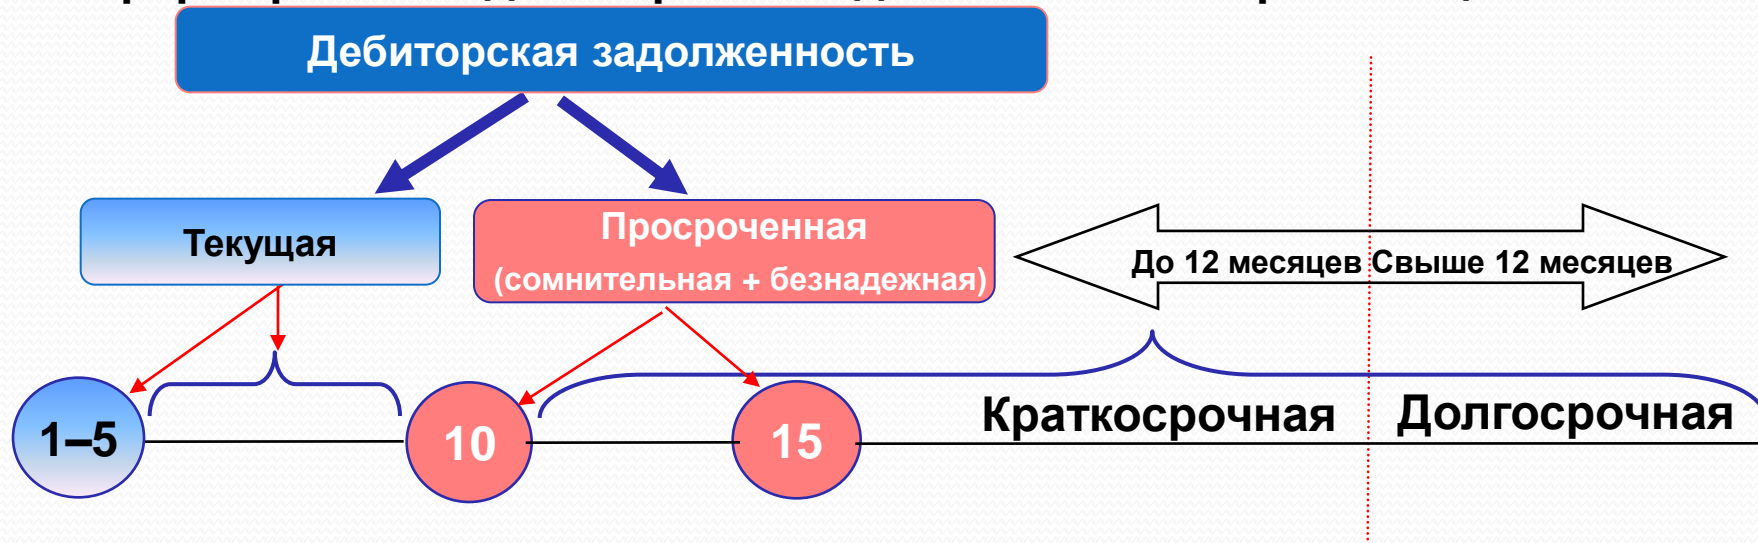 Дебиторская задолженность
Текущая
Просроченная
(сомнительная + безнадежная)
До 12 месяцев Свыше 12 месяцев
Краткосрочная Долгосрочная
1–5
10
15